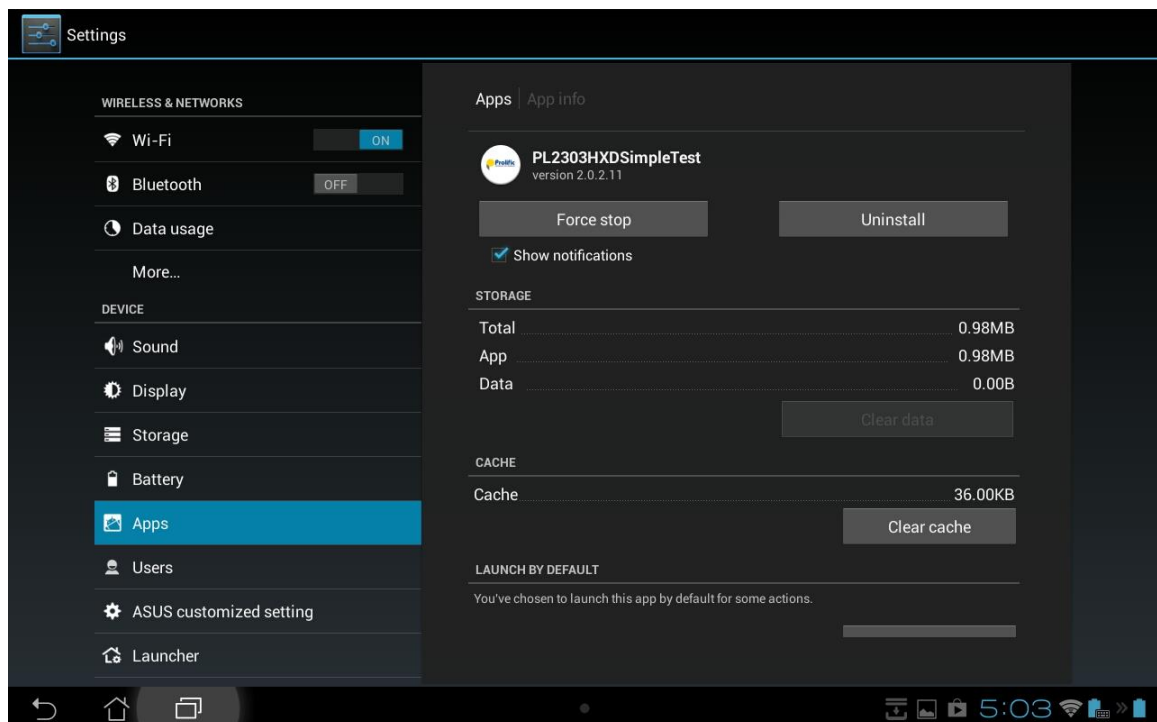 Settings
WIRELESS & NETWORKS
Wi-Fi ON
Bluetooth OFF
Data usage
More...
DEVICE
Sound
Display
Storage
Battery
Apps
Users
ASUS customized setting
Launcher
Apps App info
Prolific
PL2303HXDSimpleTest
version 2.0.2.11
Force stop Uninstall
Show notifications
STORAGE
Total 0.98MB
App 0.98MB
Data 0.00B
Clear data
CACHE
Cache 36.00KB
Clear cache
LAUNCH BY DEFAULT
You've chosen to launch this app by default for some actions.
5:03